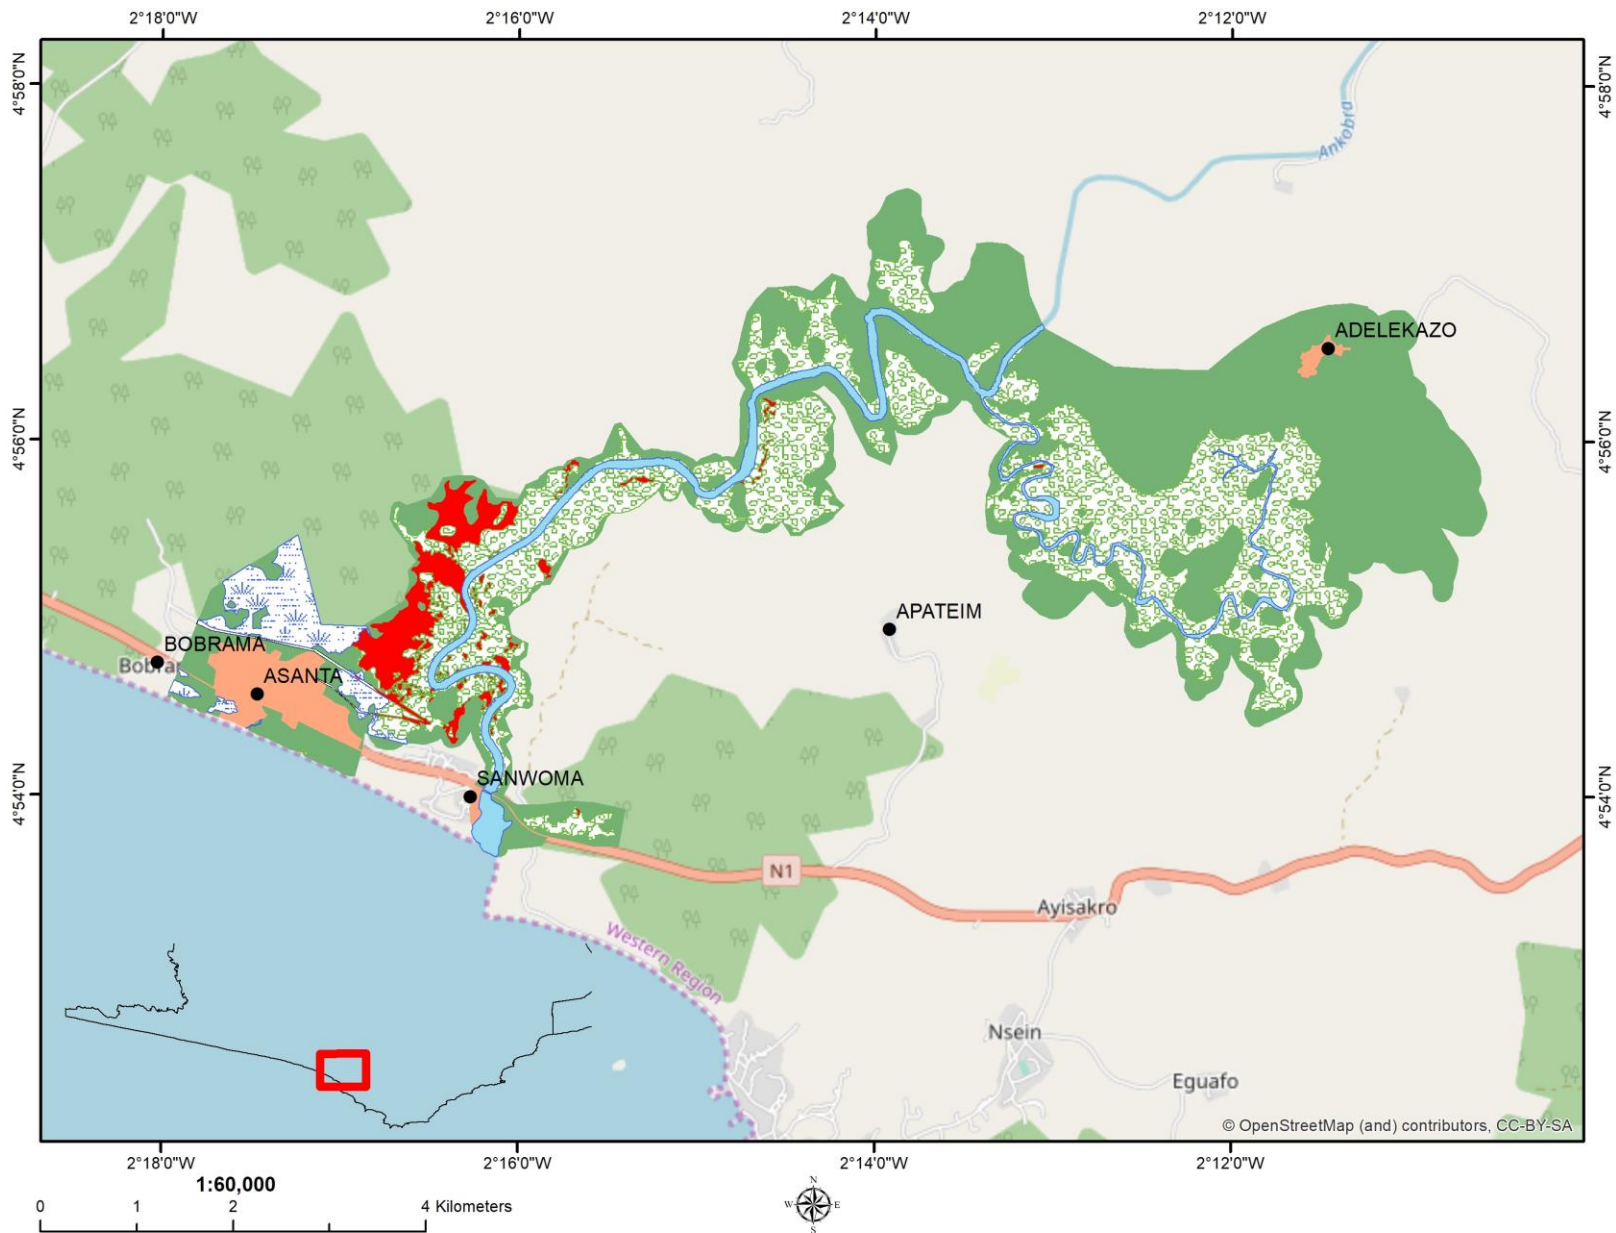 2°18'0"W
2°16'0"W
2°14'0"W
2°12'0"W
4°58'0"N
4°58'0"N
Ankobra
ADELEKAZO
4°56'0"N
4°56'0"N
APATEIM
BOBRAMA
Bobrar
ASANTA
SANWOMA
4°54'0"N
4°54'0"N
N1
Ayisakro
Western Region
Nsein
Eguafo
© OpenStreetMap (and) contributors, CC-BY-SA
2°18'0"W
2°16'0"W
2°14'0"W
2°12'0"W
1:60,000
0 1 2 4 Kilometers
N
W E
S